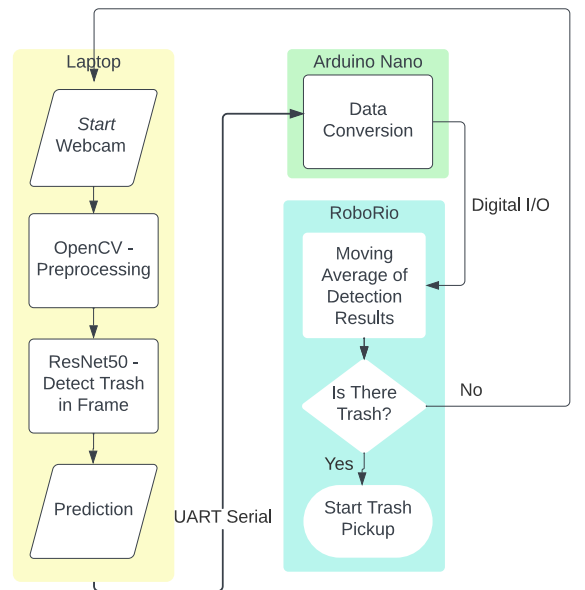 Laptop
Start
Webcam
OpenCV -
Preprocessing
ResNet50 -
Detect Trash
in Frame
Prediction
UART Serial
Arduino Nano
Data
Conversion
Digital I/O
RoboRio
Moving
Average of
Detection
Results
Is There
Trash?
No
Yes
Start Trash
Pickup